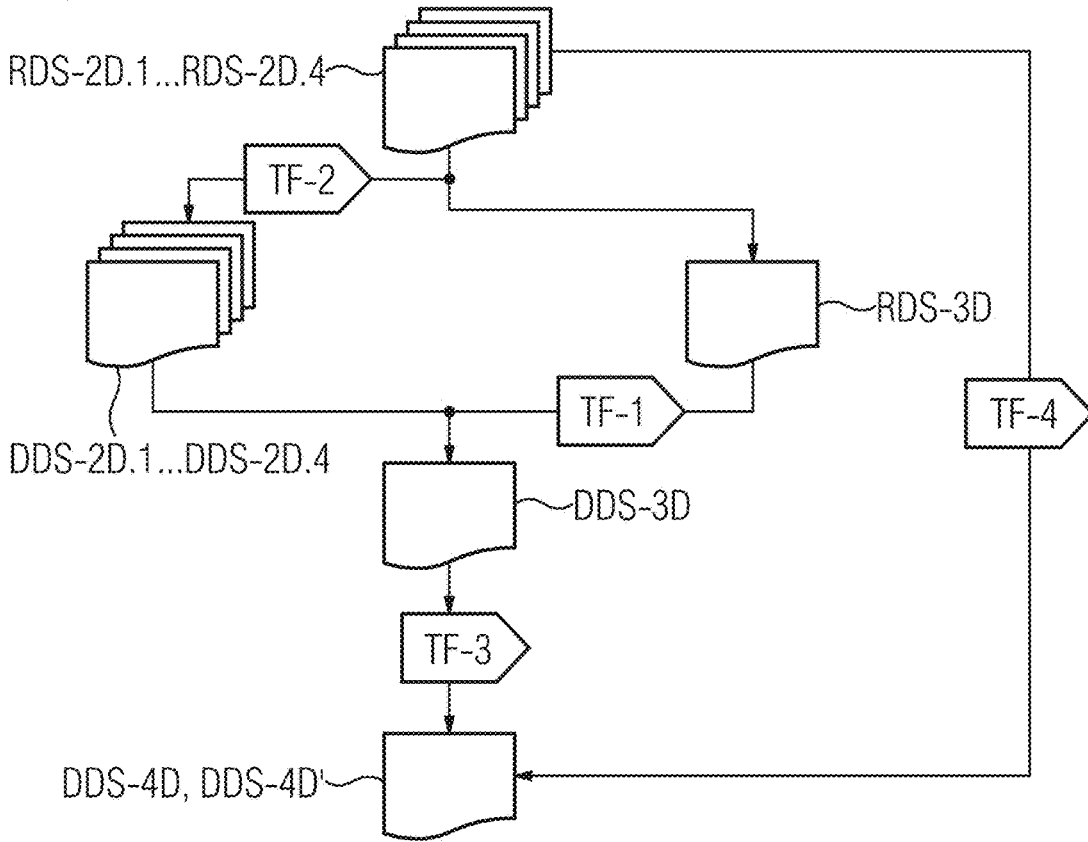 RDS-2D.1...RDS-2D.4
TF-2
RDS-3D
TF-1
TF-4
DDS-2D.1...DDS-2D.4
DDS-3D
TF-3
DDS-4D, DDS-4D'